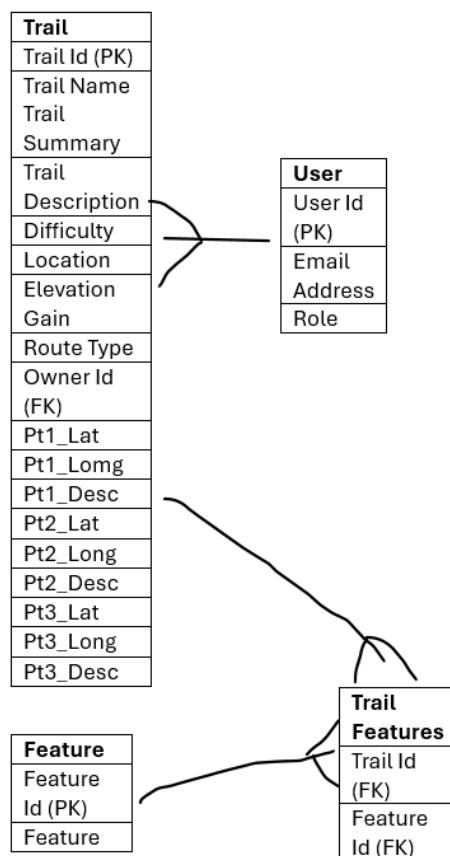 Trail
Trail Id (PK)
Trail Name
Trail
Summary
Trail
Description
Difficulty
Location
Elevation
Gain
Route Type
Owner Id
(FK)
Pt1_Lat
Pt1_Lomg
Pt1_Desc
Pt2_Lat
Pt2_Long
Pt2_Desc
Pt3_Lat
Pt3_Long
Pt3_Desc
User
User Id
(PK)
Email
Address
Role
Feature
Feature
Id (PK)
Feature
Trail
Features
Trail Id
(FK)
Feature
Id (FK)